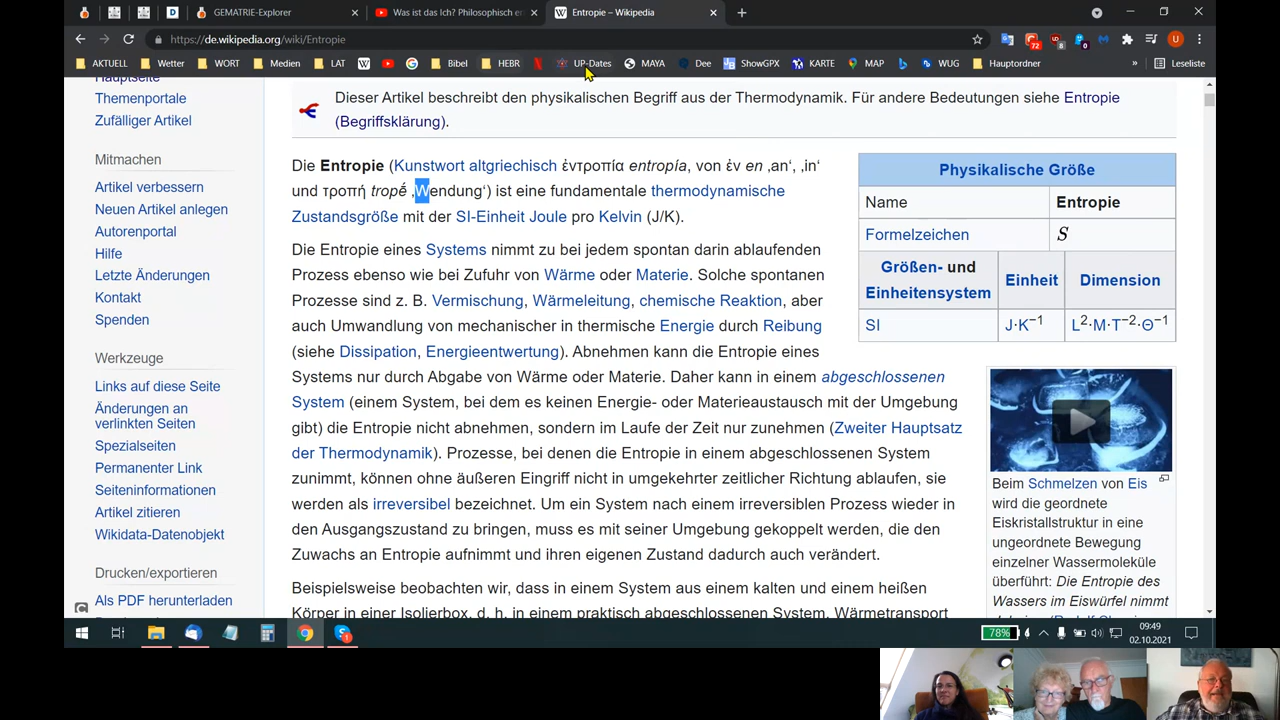 GEMATRIE-Explorer
Was ist das Ich? Philosophisch er
Entropie – Wikipedia
https://de.wikipedia.org/wiki/Entropie
72
8
0
U
AKTUELL
Wetter
WORT
Medien
LAT
Bibel
HEBR
UP-Dates
MAYA
Dee
ShowGPX
KARTE
MAP
WUG
Hauptordner
»
Leseliste
Hauptseite
Themenportale
Zufälliger Artikel
Mitmachen
Artikel verbessern
Neuen Artikel anlegen
Autorenportal
Hilfe
Letzte Änderungen
Kontakt
Spenden
Werkzeuge
Links auf diese Seite
Änderungen an
verlinkten Seiten
Spezialseiten
Permanenter Link
Seiteninformationen
Artikel zitieren
Wikidata-Datenobjekt
Drucken/exportieren
Als PDF herunterladen
Dieser Artikel beschreibt den physikalischen Begriff aus der Thermodynamik. Für andere Bedeutungen siehe Entropie
(Begriffsklärung).
Die Entropie (Kunstwort altgriechisch ἐντροπία entropía, von ἐν en ‚an‘, ‚in‘
und τροπή tropḗ ‚Wendung‘) ist eine fundamentale thermodynamische
Zustandsgröße mit der SI-Einheit Joule pro Kelvin (J/K).
Die Entropie eines Systems nimmt zu bei jedem spontan darin ablaufenden
Prozess ebenso wie bei Zufuhr von Wärme oder Materie. Solche spontanen
Prozesse sind z. B. Vermischung, Wärmeleitung, chemische Reaktion, aber
auch Umwandlung von mechanischer in thermische Energie durch Reibung
(siehe Dissipation, Energieentwertung). Abnehmen kann die Entropie eines
Systems nur durch Abgabe von Wärme oder Materie. Daher kann in einem abgeschlossenen
System (einem System, bei dem es keinen Energie- oder Materieaustausch mit der Umgebung
gibt) die Entropie nicht abnehmen, sondern im Laufe der Zeit nur zunehmen (Zweiter Hauptsatz
der Thermodynamik). Prozesse, bei denen die Entropie in einem abgeschlossenen System
zunimmt, können ohne äußeren Eingriff nicht in umgekehrter zeitlicher Richtung ablaufen, sie
werden als irreversibel bezeichnet. Um ein System nach einem irreversiblen Prozess wieder in
den Ausgangszustand zu bringen, muss es mit seiner Umgebung gekoppelt werden, die den
Zuwachs an Entropie aufnimmt und ihren eigenen Zustand dadurch auch verändert.
Beispielsweise beobachten wir, dass in einem System aus einem kalten und einem heißen
Körper in einer Isolierbox, d. h. in einem praktisch abgeschlossenen System, Wärmetransport
Physikalische Größe
Name Entropie
Formelzeichen S
Größen- und
Einheitensystem Einheit Dimension
SI J·K⁻¹ L²·M·T⁻²·Θ⁻¹
Beim Schmelzen von Eis
wird die geordnete
Eiskristallstruktur in eine
ungeordnete Bewegung
einzelner Wassermoleküle
überführt: Die Entropie des
Wassers im Eiswürfel nimmt
78%
09:49
02.10.2021